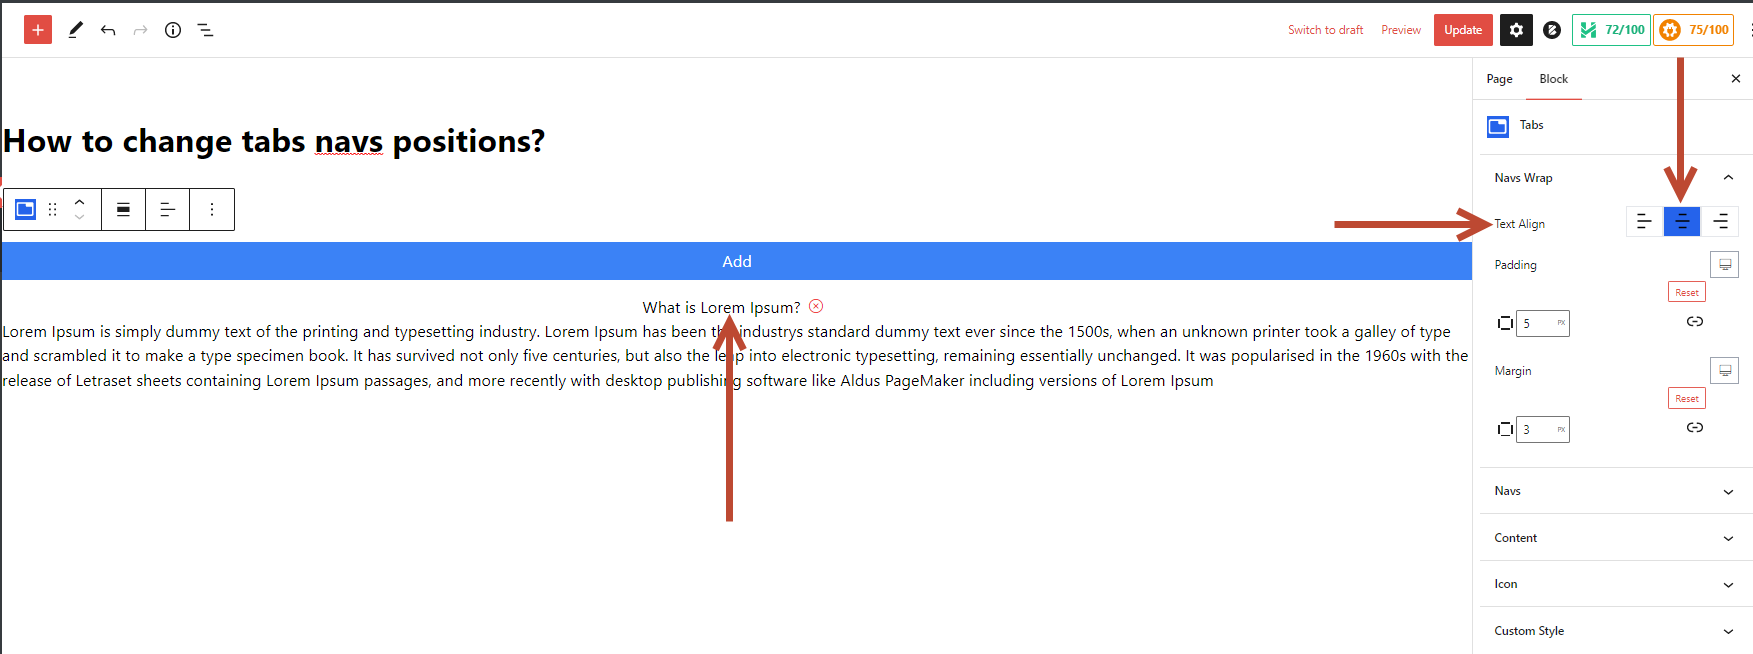 Switch to draft Preview Update 72/100 75/100
Page Block
Tabs
How to change tabs navs positions?
Navs Wrap
Text Align
Add
Padding
Reset
What is Lorem Ipsum?
5 PX
Lorem Ipsum is simply dummy text of the printing and typesetting industry. Lorem Ipsum has been the industrys standard dummy text ever since the 1500s, when an unknown printer took a galley of type
and scrambled it to make a type specimen book. It has survived not only five centuries, but also the leap into electronic typesetting, remaining essentially unchanged. It was popularised in the 1960s with the
release of Letraset sheets containing Lorem Ipsum passages, and more recently with desktop publishing software like Aldus PageMaker including versions of Lorem Ipsum
Margin
Reset
3 PX
Navs
Content
Icon
Custom Style